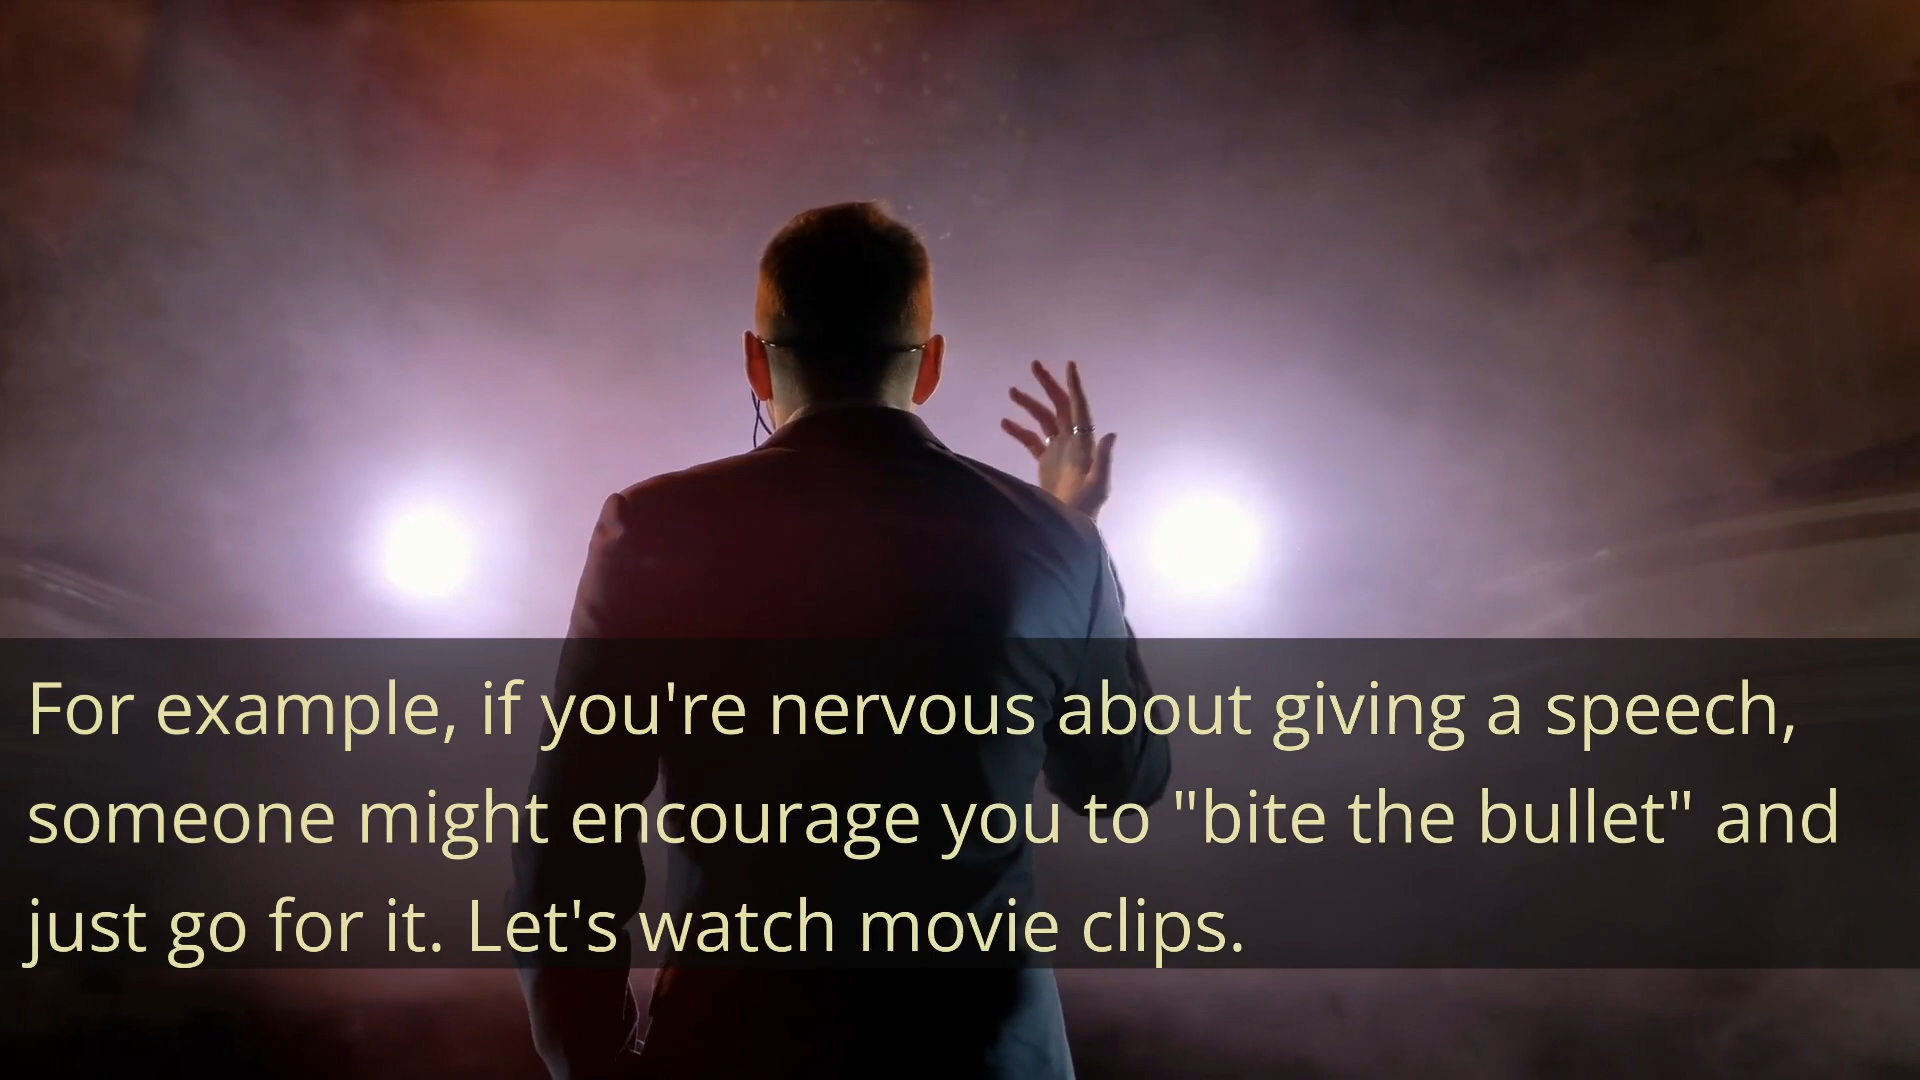 For example, if you're nervous about giving a speech,
someone might encourage you to "bite the bullet" and
just go for it. Let's watch movie clips.